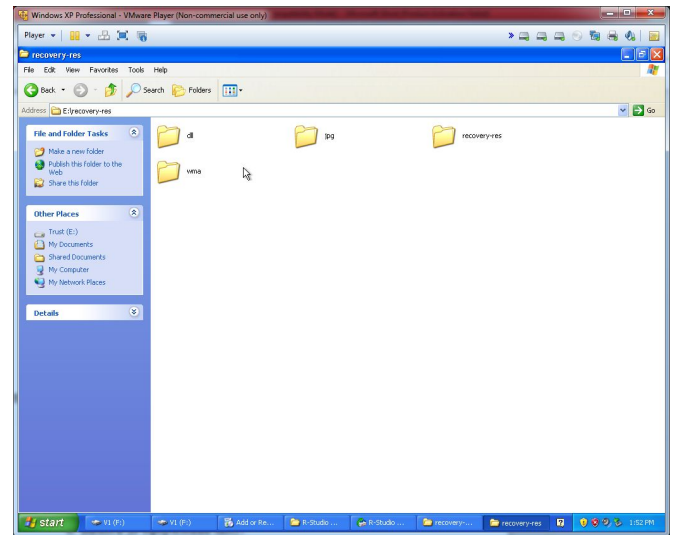 Windows XP Professional - VMware Player (Non-commercial use only)
Player
recovery-res
File Edit View Favorites Tools Help
Back Search Folders
Address E:\recovery-res Go
File and Folder Tasks
Make a new folder
Publish this folder to the
Web
Share this folder
dll jpg recovery-res
wma
Other Places
Trust (E:)
My Documents
Shared Documents
My Computer
My Network Places
Details
start V1 (F:) V1 (F:) Add or Re... R-Studio ... R-Studio ... recovery-... recovery-res 1:52 PM